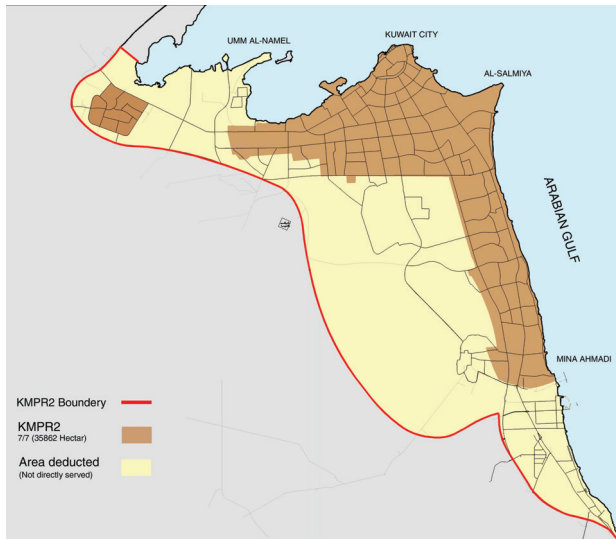 UMM AL-NAMEL
KUWAIT CITY
AL-SALMIYA
ARABIAN GULF
MINA AHMADI
KMPR2 Boundery
KMPR2
7/7 (35862 Hectar)
Area deducted
(Not directly served)